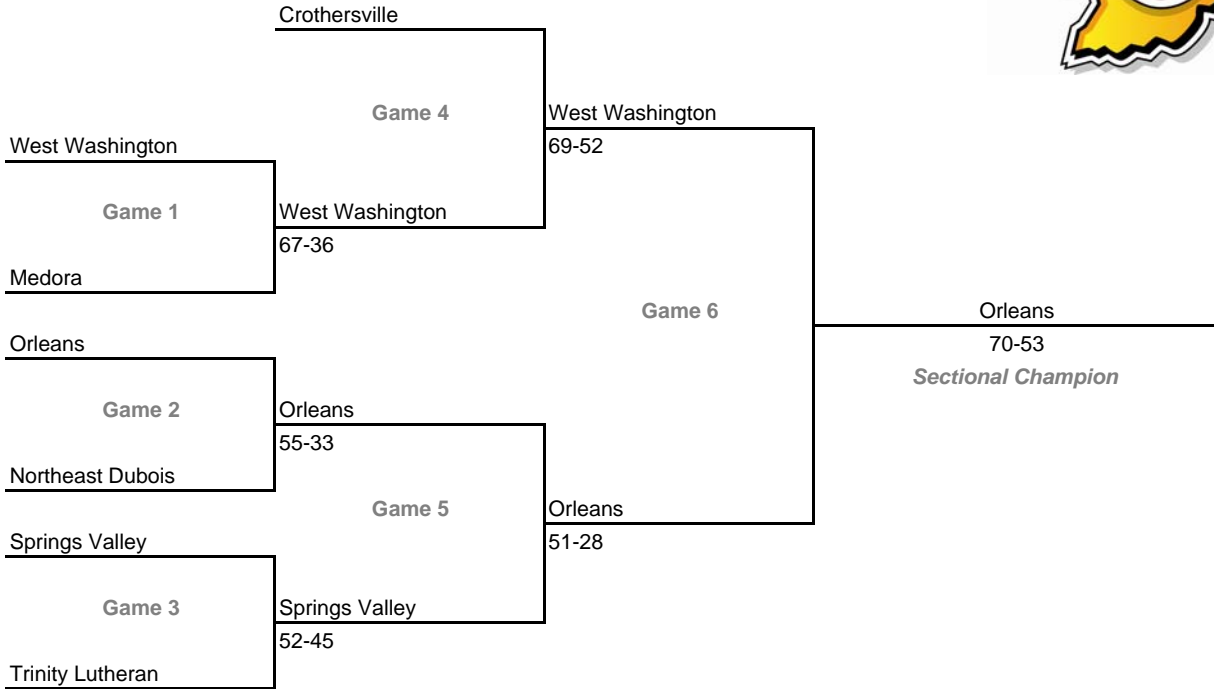 Crothersville
Game 4
West Washington
69-52
West Washington
Game 1
West Washington
67-36
Medora
Game 6
Orleans
70-53
Sectional Champion
Orleans
Game 2
Orleans
55-33
Northeast Dubois
Game 5
Orleans
51-28
Springs Valley
Game 3
Springs Valley
52-45
Trinity Lutheran